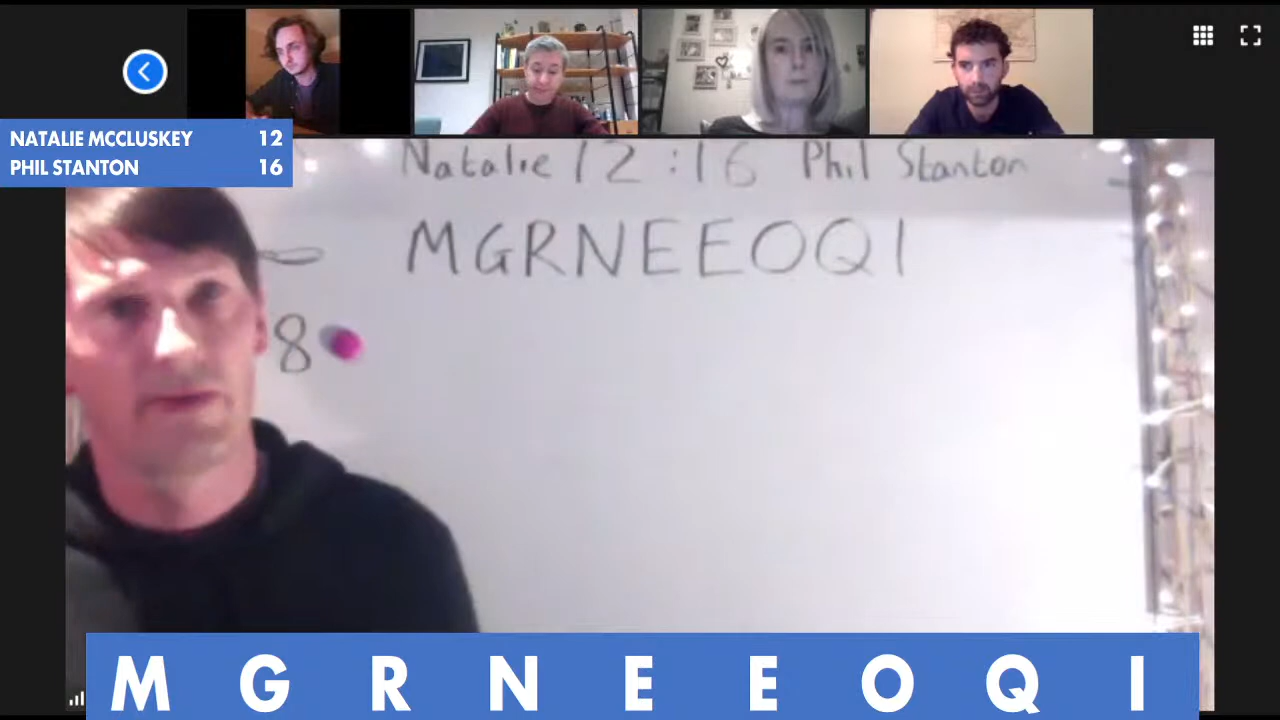 NATALIE MCCLUSKEY 12
PHIL STANTON 16
Natalie 12 : 16 Phil Stanton
MGRNEEOQI
8
M G R N E E O Q I